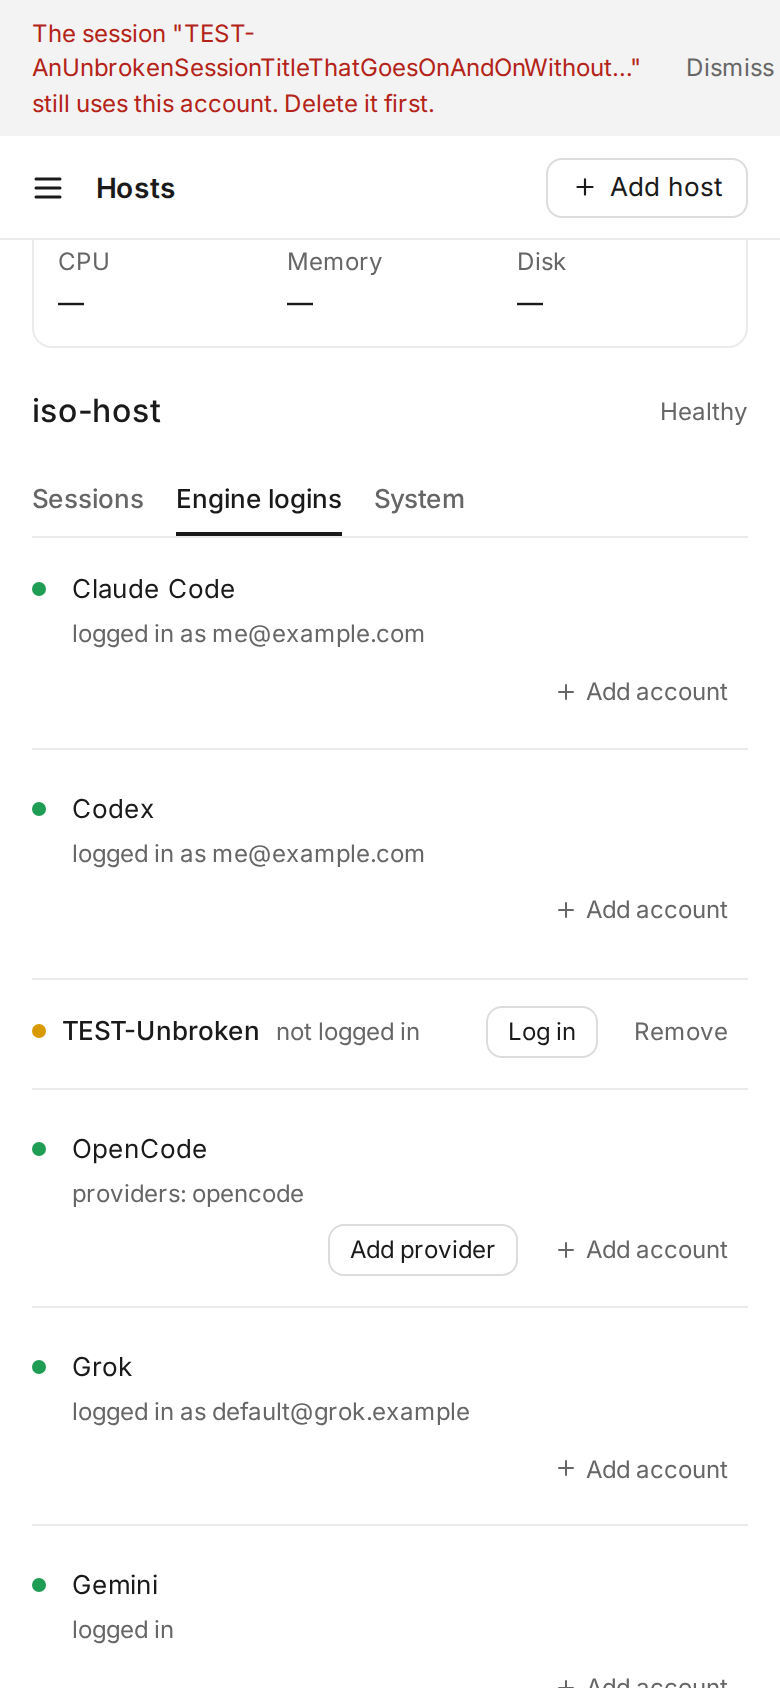 The session "TEST-
AnUnbrokenSessionTitleThatGoesOnAndOnWithout..."
still uses this account. Delete it first.
Dismiss
Hosts
+ Add host
CPU Memory Disk
— — —
iso-host Healthy
Sessions Engine logins System
Claude Code
logged in as me@example.com
+ Add account
Codex
logged in as me@example.com
+ Add account
TEST-Unbroken not logged in Log in Remove
OpenCode
providers: opencode
Add provider + Add account
Grok
logged in as default@grok.example
+ Add account
Gemini
logged in
+ Add account